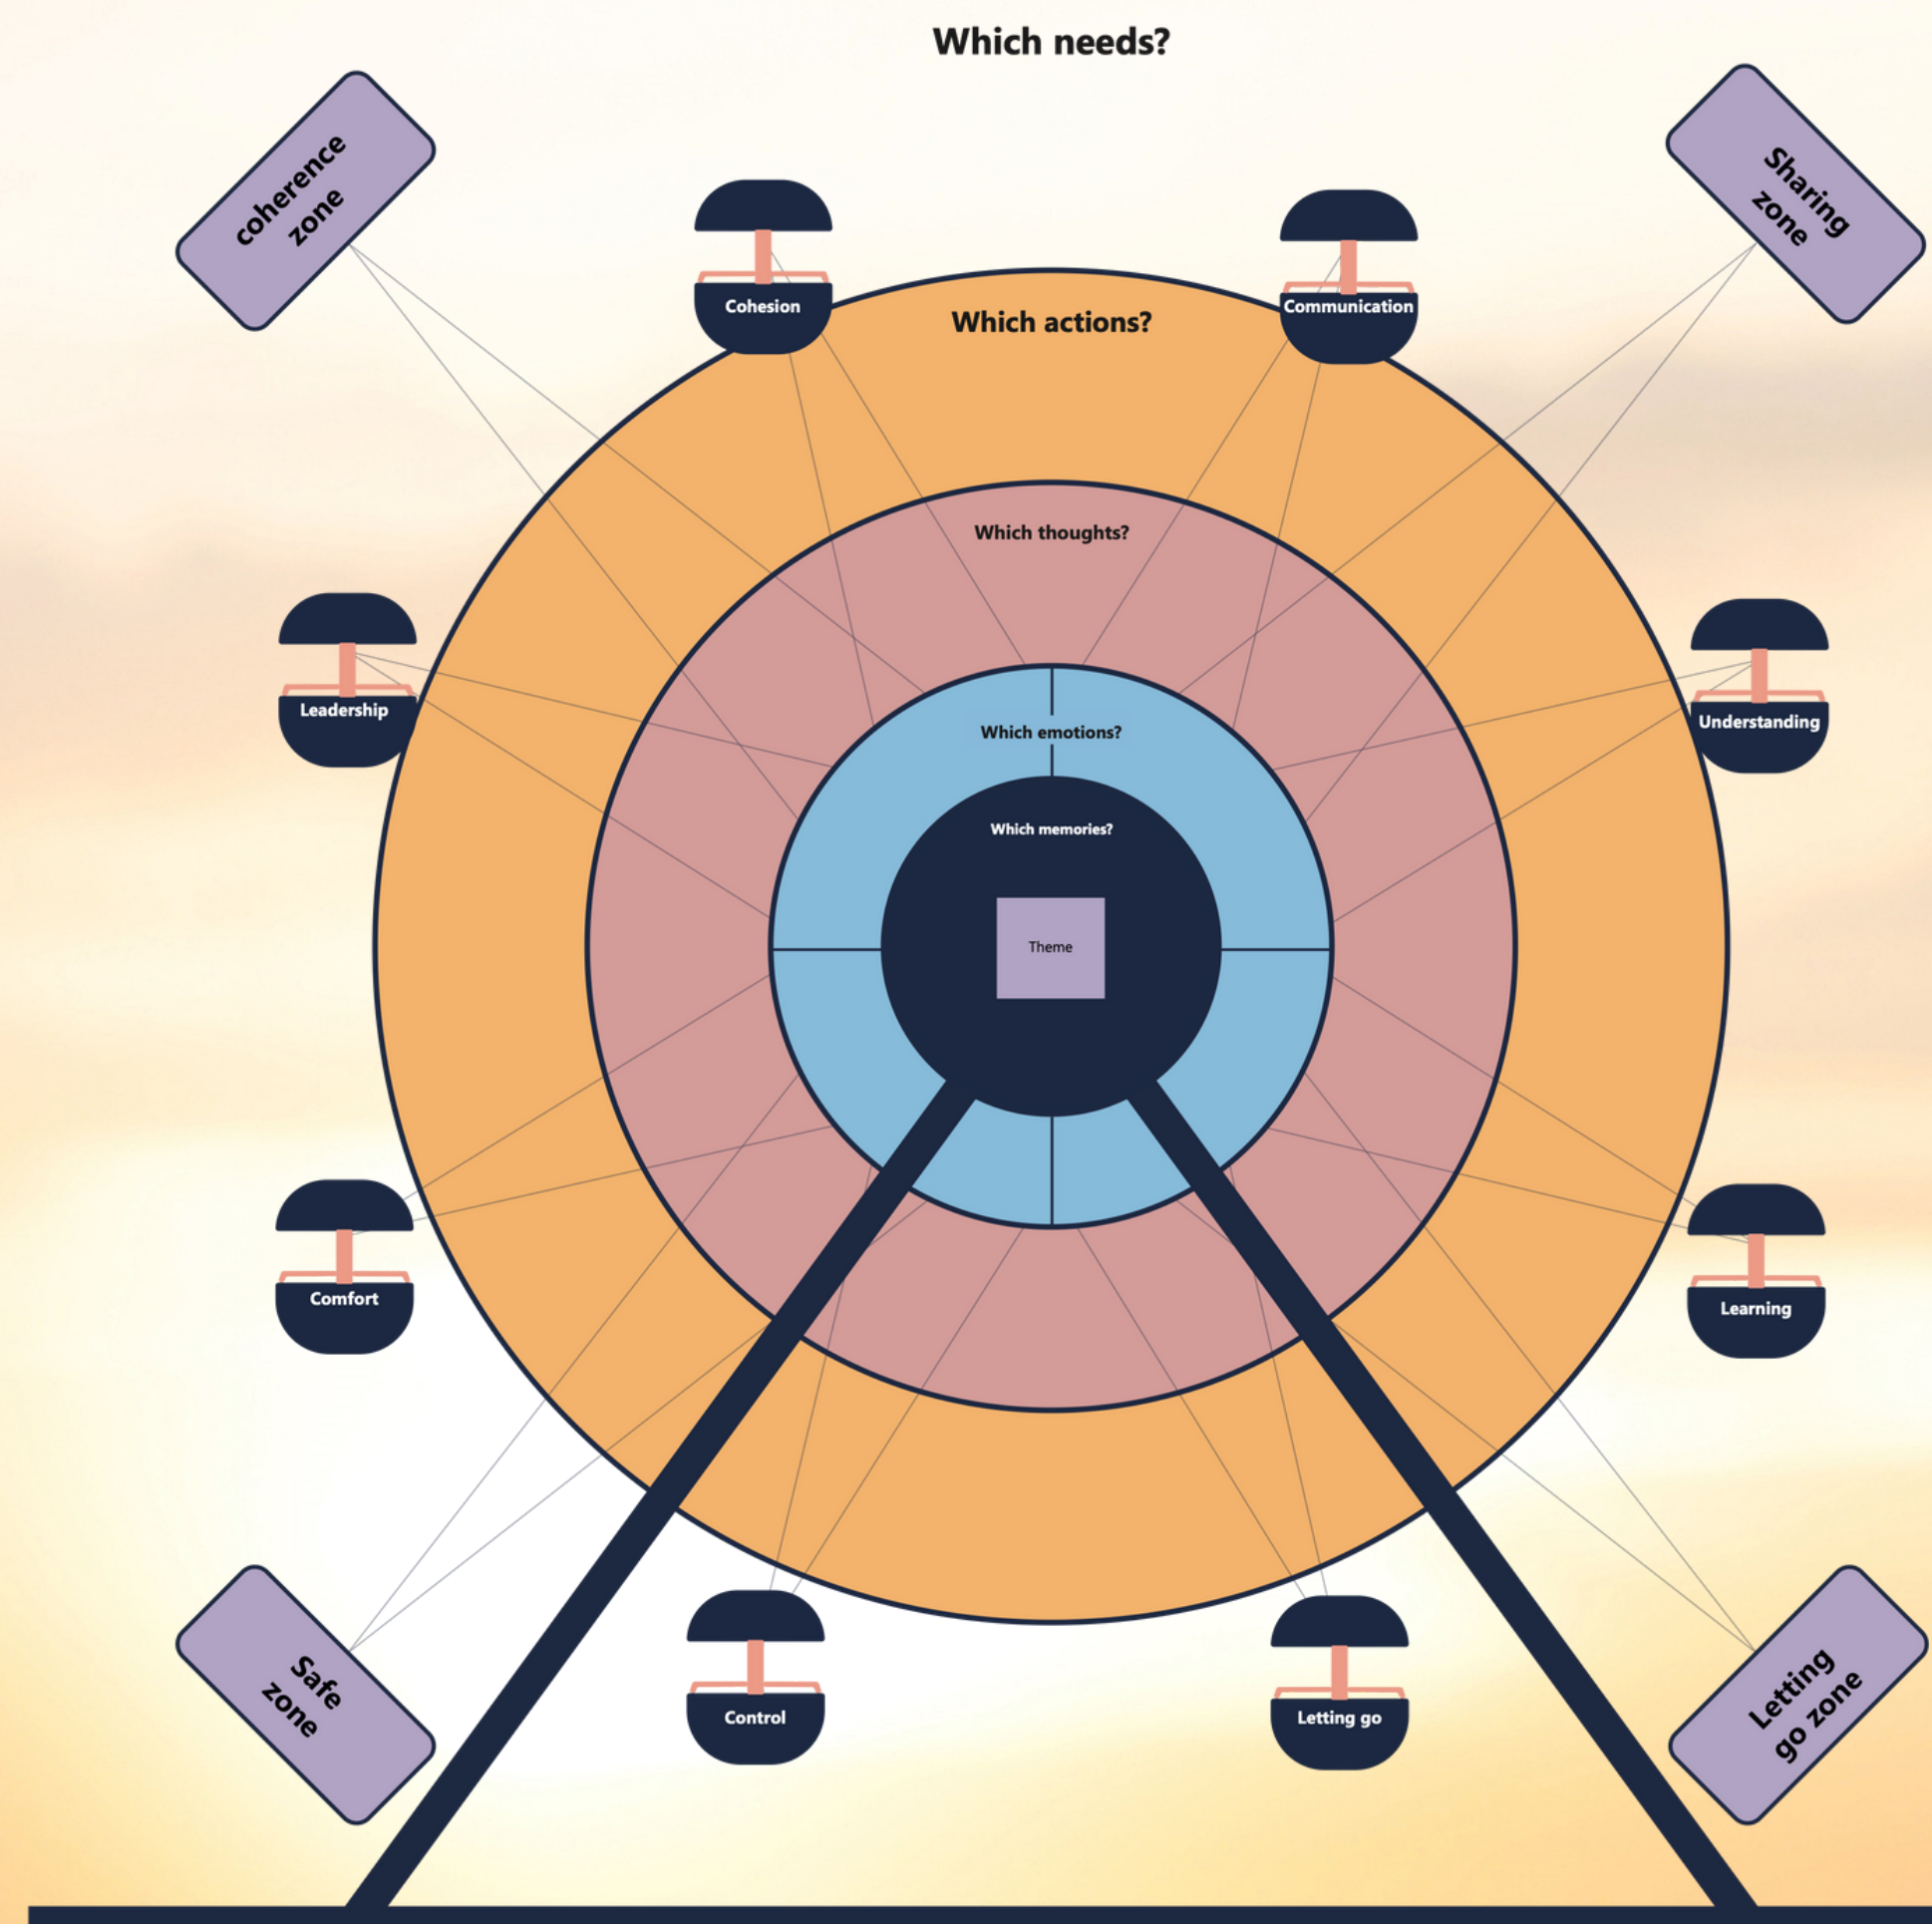 Which needs?
coherence
zone
Sharing
zone
Cohesion
Communication
Which actions?
Which thoughts?
Leadership
Understanding
Which emotions?
Which memories?
Theme
Comfort
Learning
Safe
zone
Control
Letting go
Letting
go zone